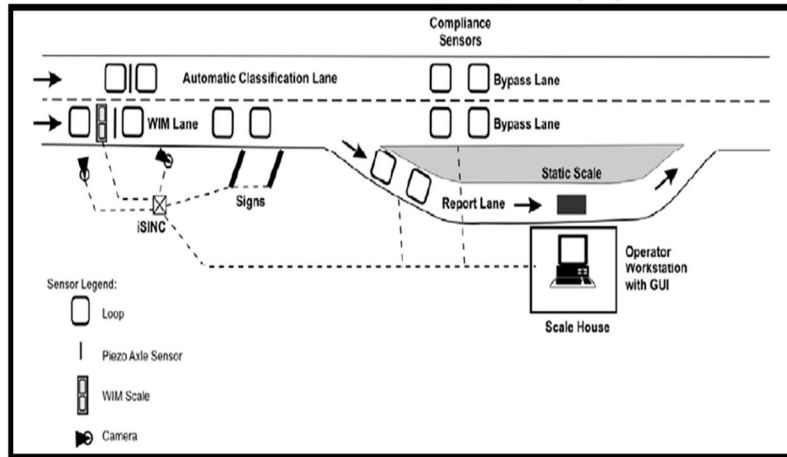 Compliance
Sensors
Automatic Classification Lane
Bypass Lane
WIM Lane
Bypass Lane
Static Scale
Report Lane
Signs
iSINC
Operator
Workstation
with GUI
Scale House
Sensor Legend:
Loop
Piezo Axle Sensor
WIM Scale
Camera